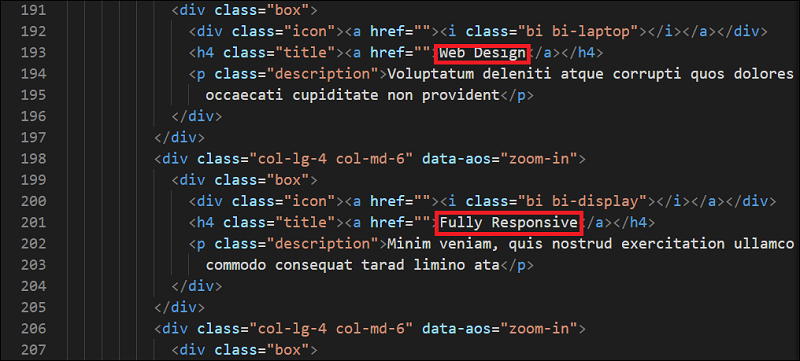 191 <div class="box">
192 <div class="icon"><a href=""><i class="bi bi-laptop"></i></a></div>
193 <h4 class="title"><a href="">Web Design</a></h4>
194 <p class="description">Voluptatum deleniti atque corrupti quos dolores
195 occaecati cupiditate non provident</p>
196 </div>
197 </div>
198 <div class="col-lg-4 col-md-6" data-aos="zoom-in">
199 <div class="box">
200 <div class="icon"><a href=""><i class="bi bi-display"></i></a></div>
201 <h4 class="title"><a href="">Fully Responsive</a></h4>
202 <p class="description">Minim veniam, quis nostrud exercitation ullamco
203 commodo consequat tarad limino ata</p>
204 </div>
205 </div>
206 <div class="col-lg-4 col-md-6" data-aos="zoom-in">
207 <div class="box">